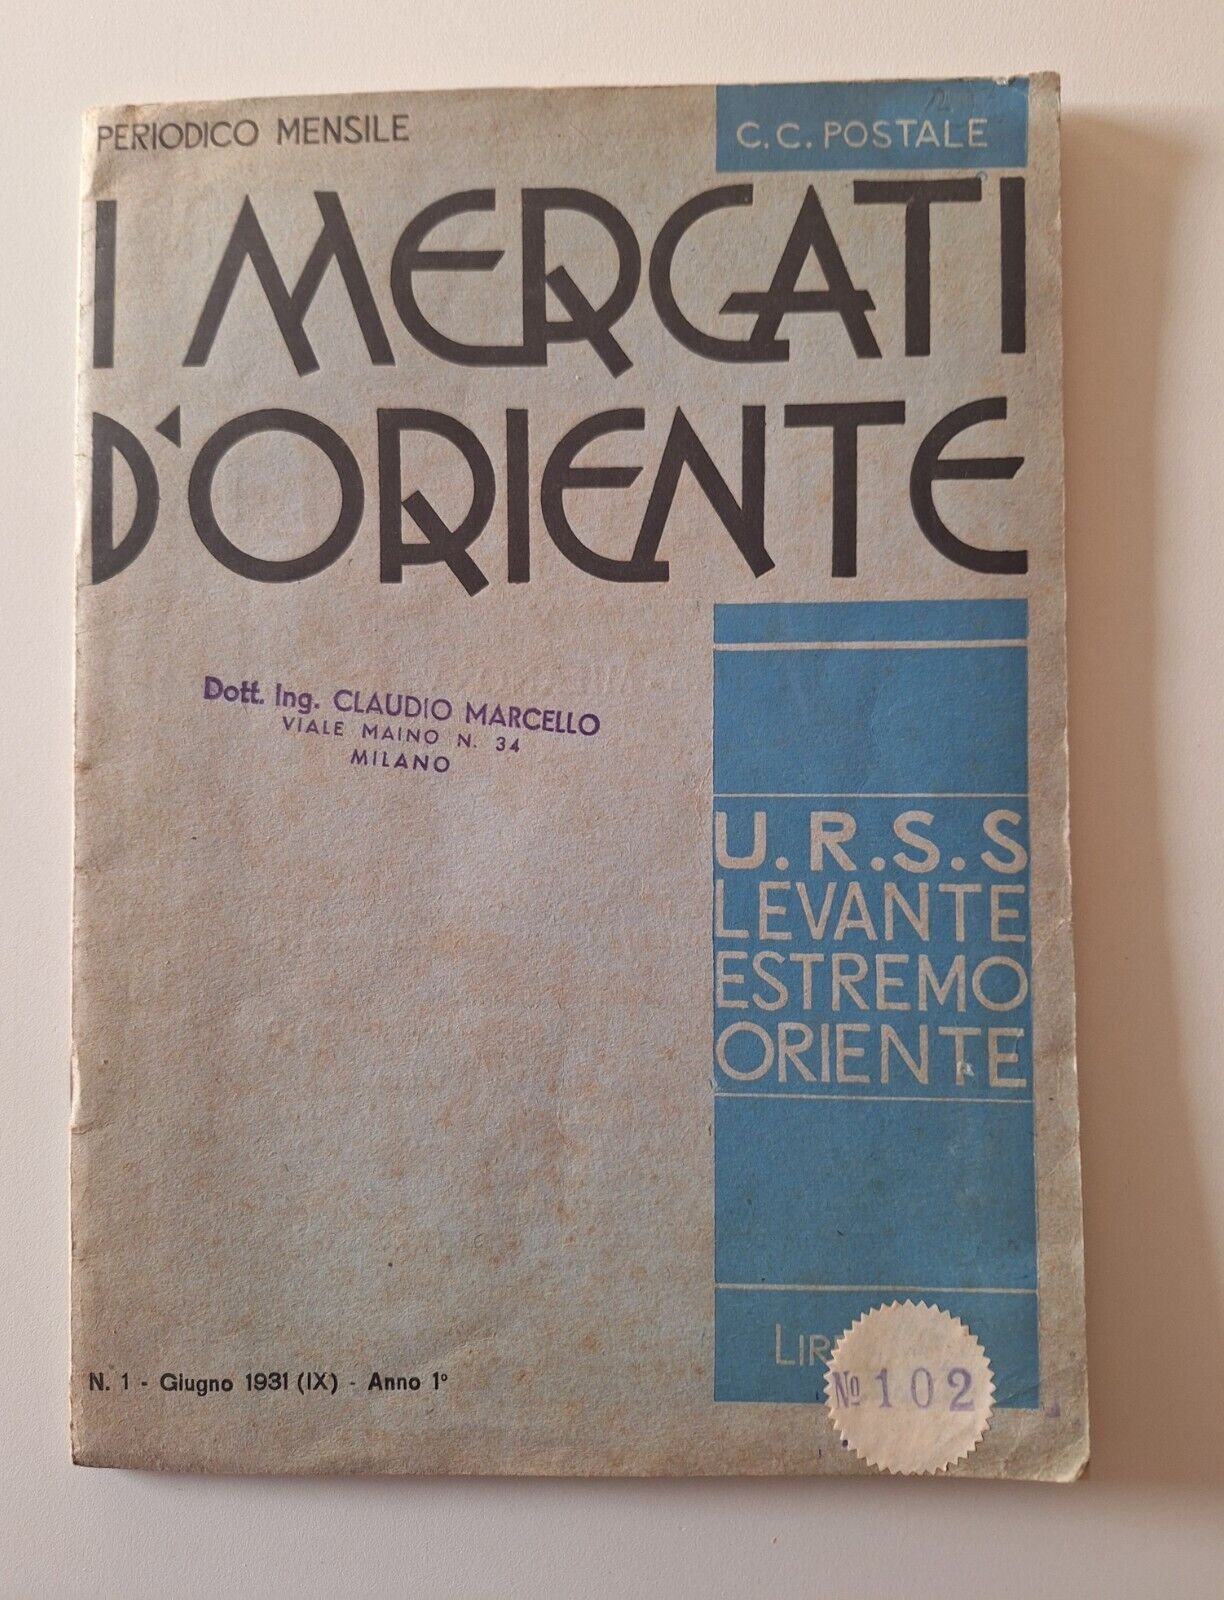 PERIODICO MENSILE
C.C. POSTALE
I MERCATI
D'ORIENTE
Dott. Ing. CLAUDIO MARCELLO
VIALE MAINO N. 34
MILANO
U.R.S.S
LEVANTE
ESTREMO
ORIENTE
N. 1 - Giugno 1931 (IX) - Anno 1º
Nº 102